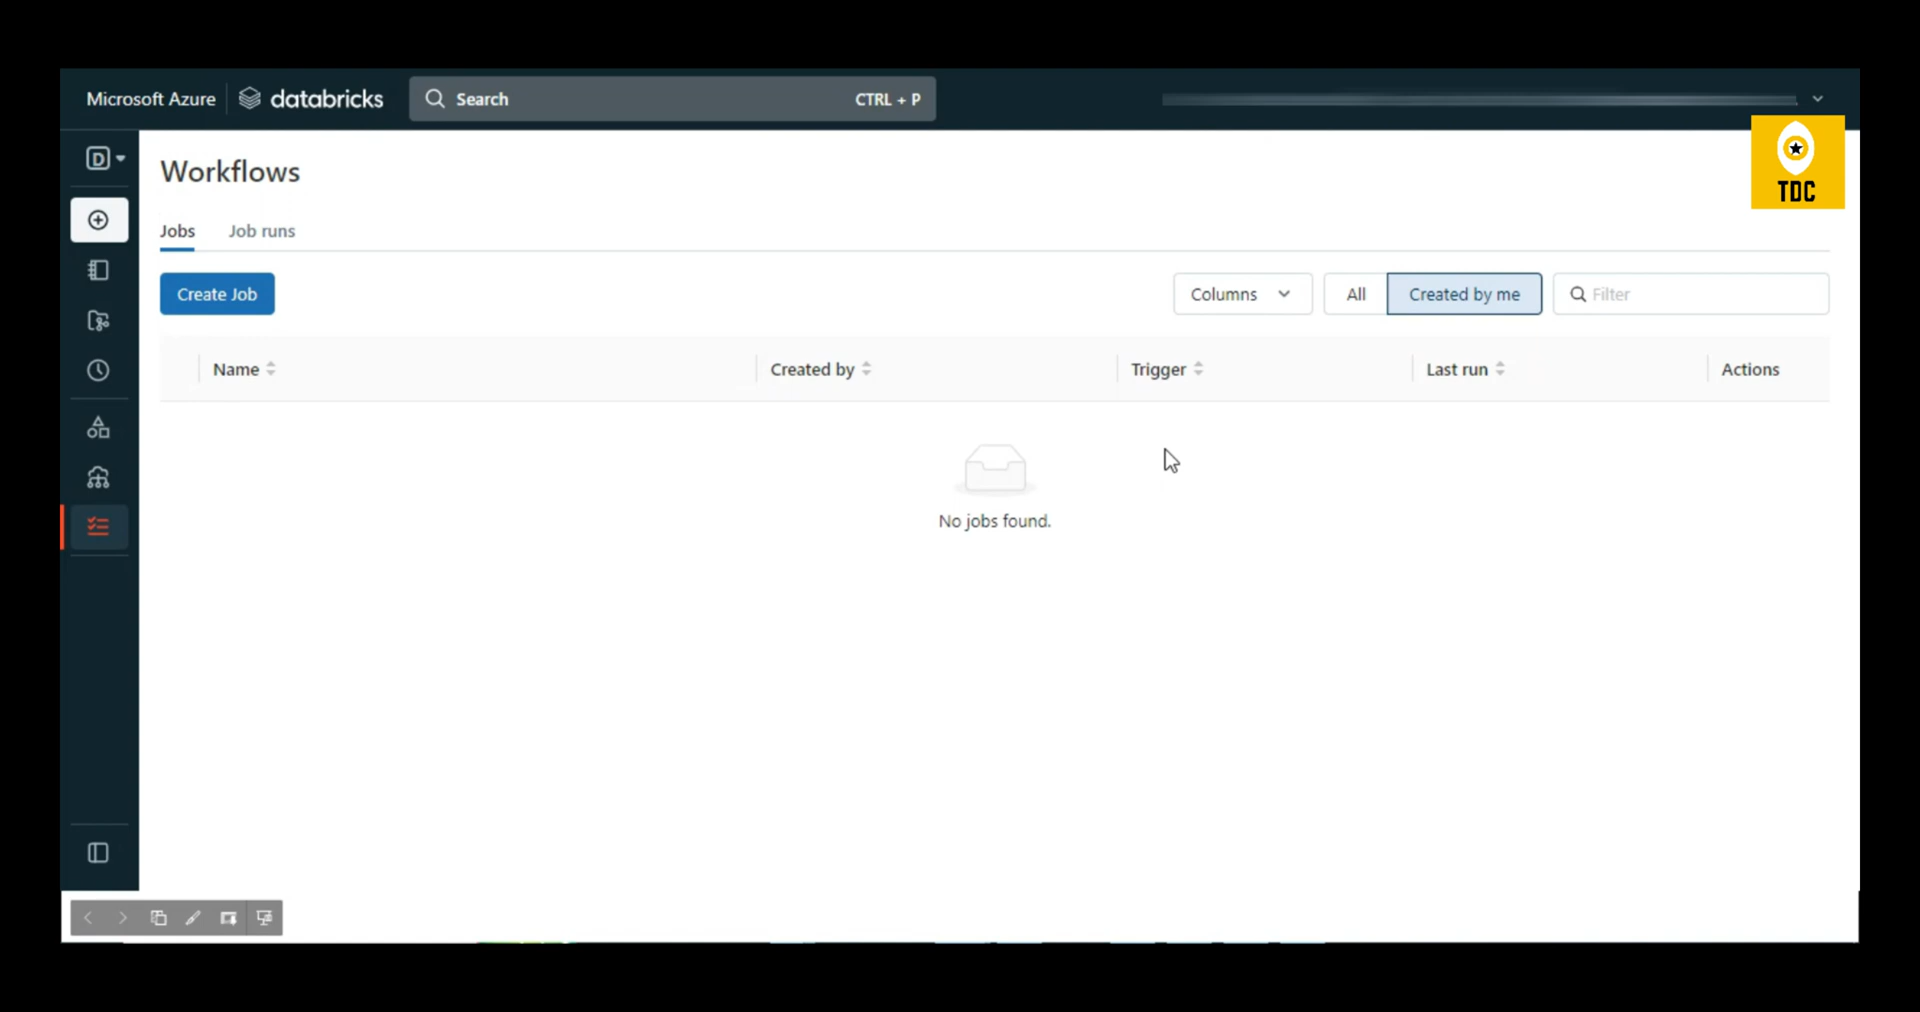 Microsoft Azure databricks Search CTRL + P
D
TDC
Workflows
Jobs Job runs
Create Job Columns All Created by me Filter
Name Created by Trigger Last run Actions
No jobs found.